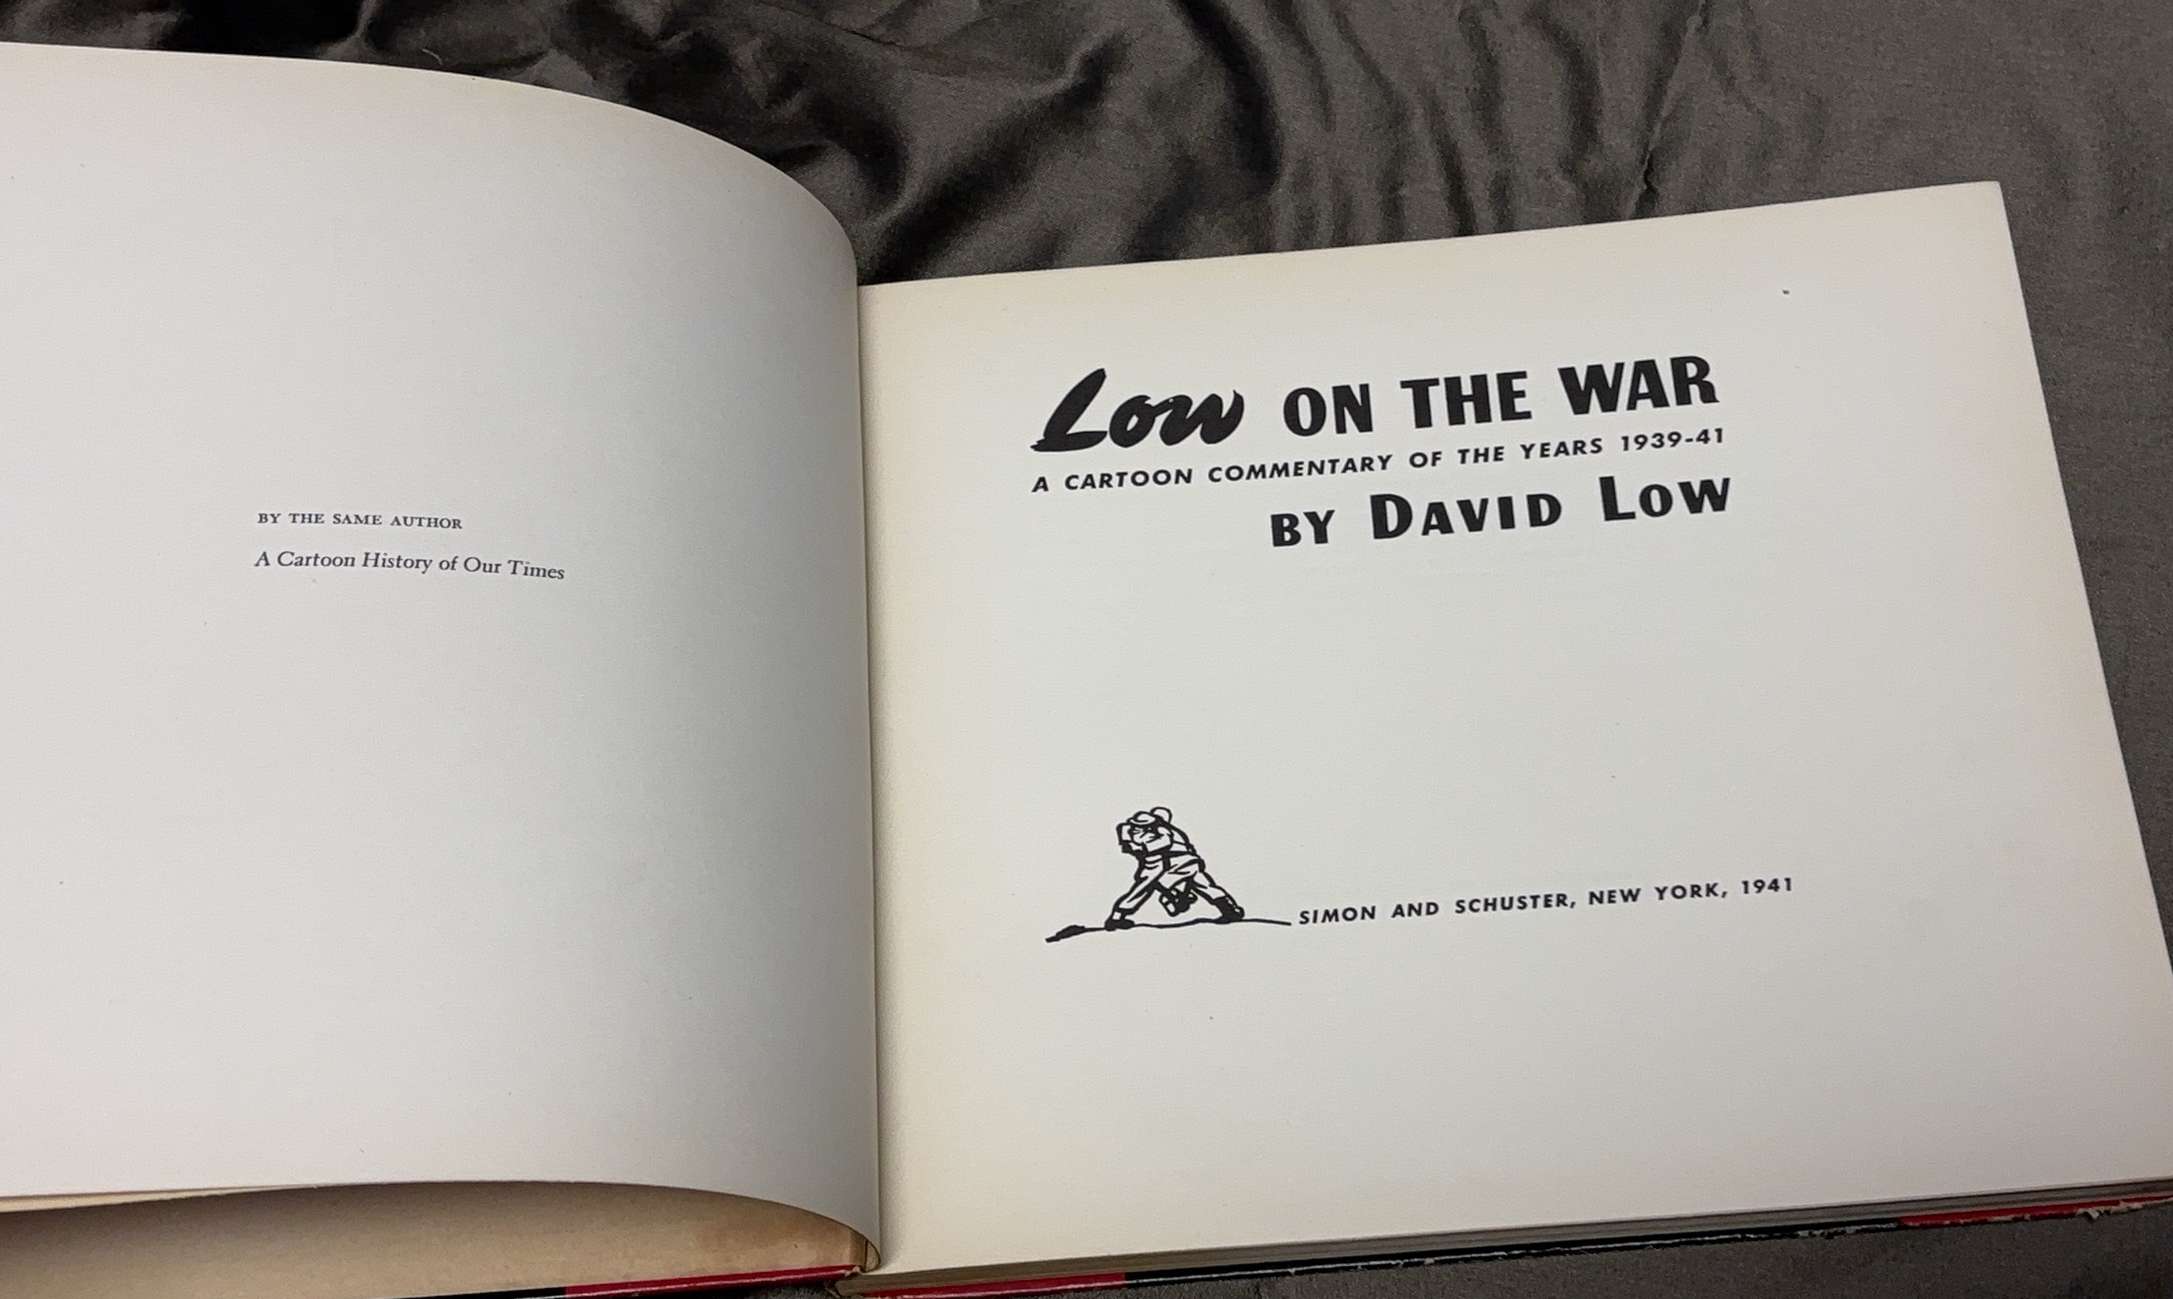 BY THE SAME AUTHOR
A Cartoon History of Our Times
Low ON THE WAR
A CARTOON COMMENTARY OF THE YEARS 1939-41
BY DAVID LOW
SIMON AND SCHUSTER, NEW YORK, 1941